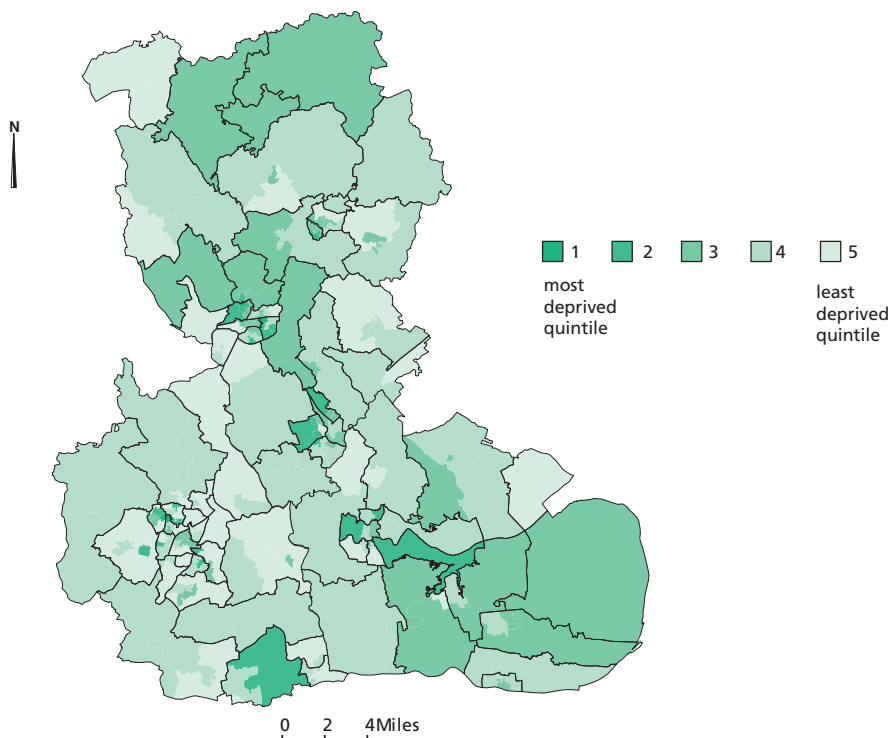 N
1 2 3 4 5
most
deprived
quintile
least
deprived
quintile
0 2 4Miles